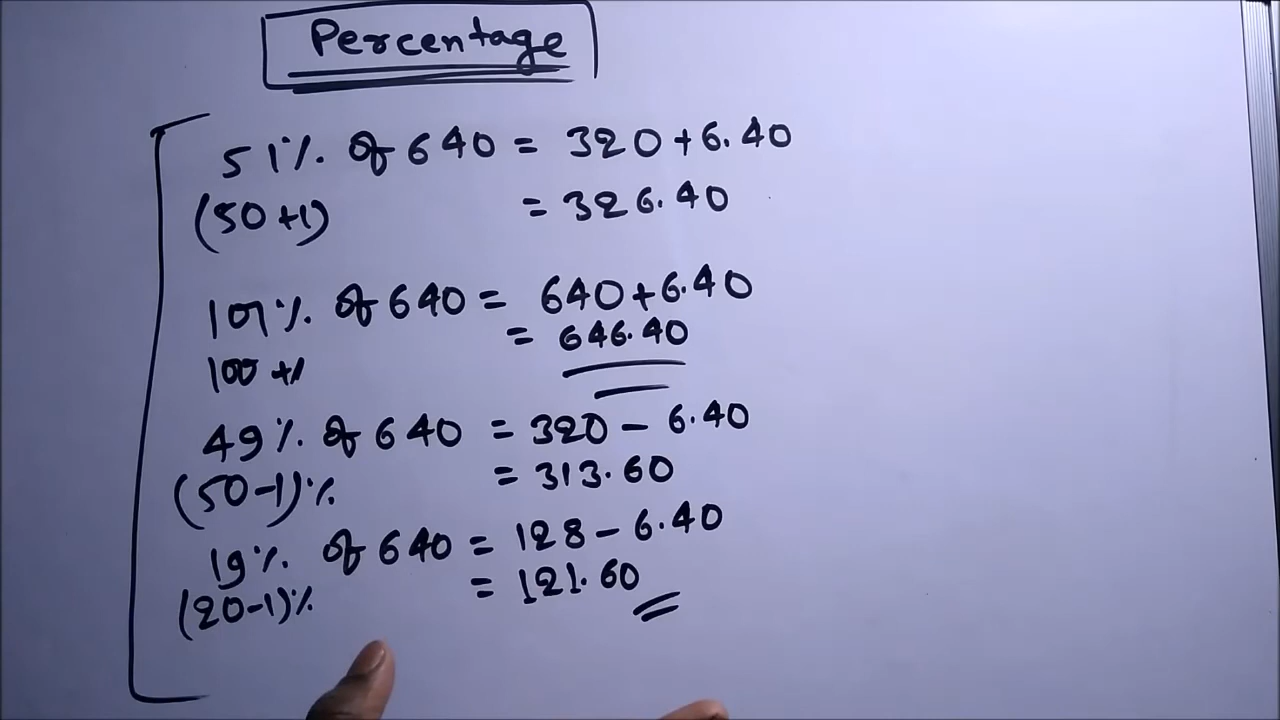 Percentage
51% of 640 = 320+6.40
(50+1) = 326.40
101% of 640 = 640+6.40
100+1 = 646.40
49% of 640 = 320 - 6.40
(50-1)% = 313.60
19% of 640 = 128 - 6.40
(20-1)% = 121.60